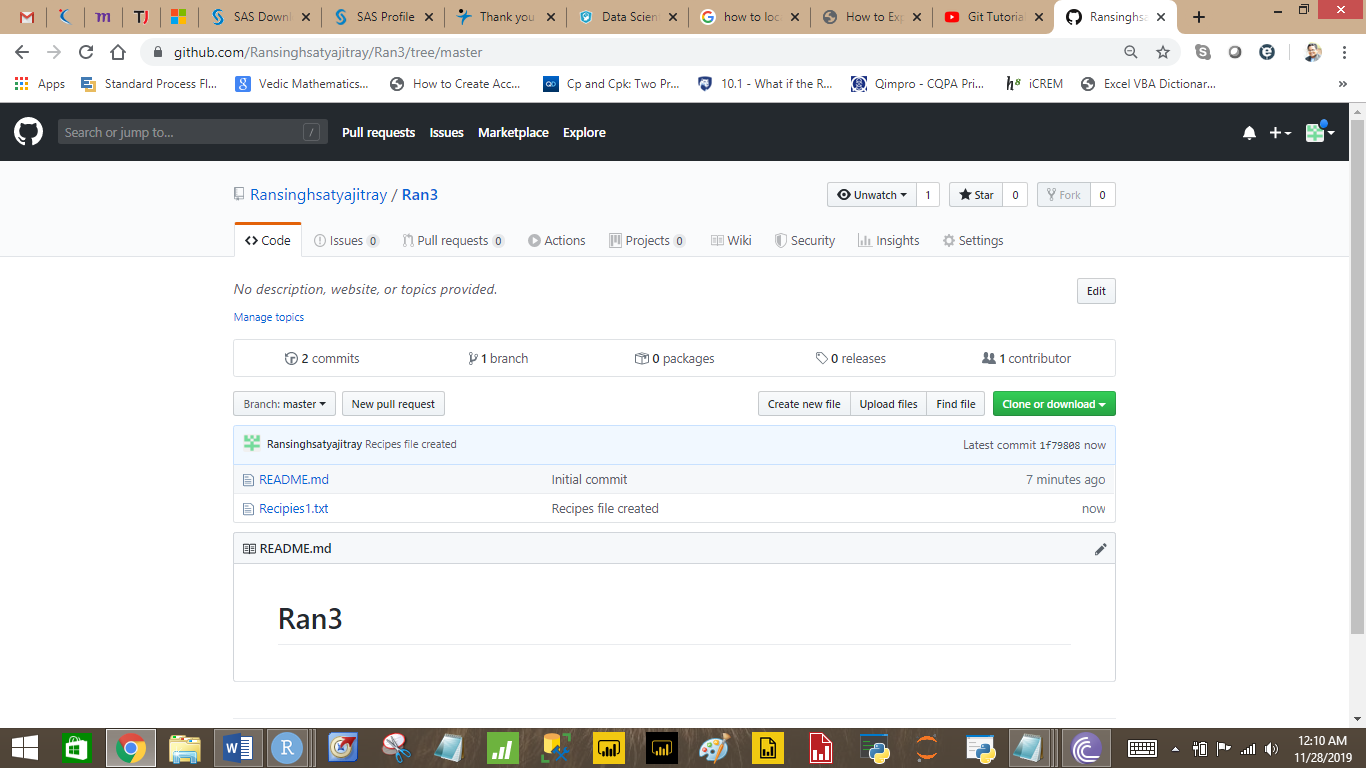 SAS Downl
SAS Profile
Thank you
Data Scien
how to loc
How to Exp
Git Tutoria
Ransinghsa
github.com/Ransinghsatyajitray/Ran3/tree/master
Apps
Standard Process Fl...
Vedic Mathematics...
How to Create Acc...
Cp and Cpk: Two Pr...
10.1 - What if the R...
Qimpro - CQPA Pri...
iCREM
Excel VBA Dictionar...
Search or jump to...
/
Pull requests
Issues
Marketplace
Explore
Ransinghsatyajitray / Ran3
Unwatch 1
Star 0
Fork 0
Code
Issues 0
Pull requests 0
Actions
Projects 0
Wiki
Security
Insights
Settings
No description, website, or topics provided.
Edit
Manage topics
2 commits
1 branch
0 packages
0 releases
1 contributor
Branch: master
New pull request
Create new file
Upload files
Find file
Clone or download
Ransinghsatyajitray Recipes file created
Latest commit 1f79808 now
README.md
Initial commit
7 minutes ago
Recipies1.txt
Recipes file created
now
README.md
Ran3
12:10 AM
11/28/2019